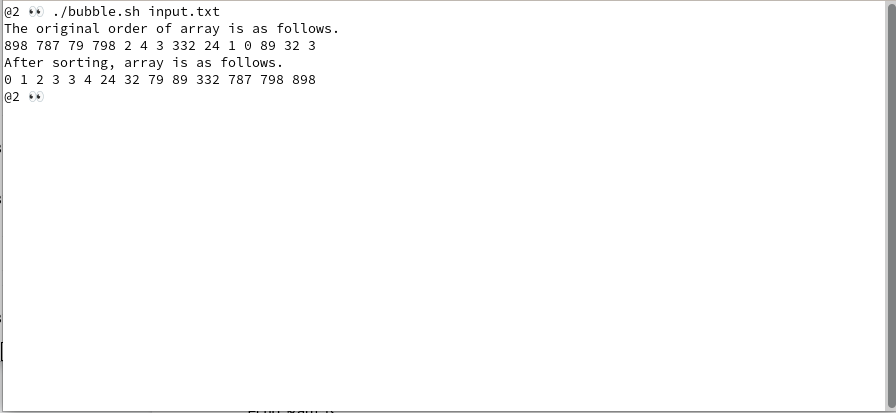 @2 👀 ./bubble.sh input.txt
The original order of array is as follows.
898 787 79 798 2 4 3 332 24 1 0 89 32 3
After sorting, array is as follows.
0 1 2 3 3 4 24 32 79 89 332 787 798 898
@2 👀